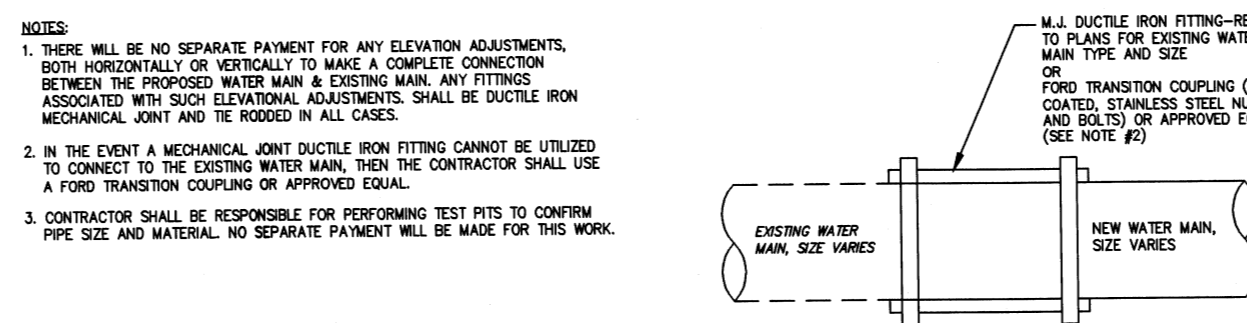 NOTES:
1. THERE WILL BE NO SEPARATE PAYMENT FOR ANY ELEVATION ADJUSTMENTS,
BOTH HORIZONTALLY OR VERTICALLY TO MAKE A COMPLETE CONNECTION
BETWEEN THE PROPOSED WATER MAIN & EXISTING MAIN. ANY FITTINGS
ASSOCIATED WITH SUCH ELEVATIONAL ADJUSTMENTS. SHALL BE DUCTILE IRON
MECHANICAL JOINT AND TIE RODDED IN ALL CASES.
2. IN THE EVENT A MECHANICAL JOINT DUCTILE IRON FITTING CANNOT BE UTILIZED
TO CONNECT TO THE EXISTING WATER MAIN, THEN THE CONTRACTOR SHALL USE
A FORD TRANSITION COUPLING OR APPROVED EQUAL.
3. CONTRACTOR SHALL BE RESPONSIBLE FOR PERFORMING TEST PITS TO CONFIRM
PIPE SIZE AND MATERIAL. NO SEPARATE PAYMENT WILL BE MADE FOR THIS WORK.
M.J. DUCTILE IRON FITTING-RE
TO PLANS FOR EXISTING WATE
MAIN TYPE AND SIZE
OR
FORD TRANSITION COUPLING (
COATED, STAINLESS STEEL NU
AND BOLTS) OR APPROVED E
(SEE NOTE #2)
EXISTING WATER
MAIN, SIZE VARIES
NEW WATER MAIN,
SIZE VARIES